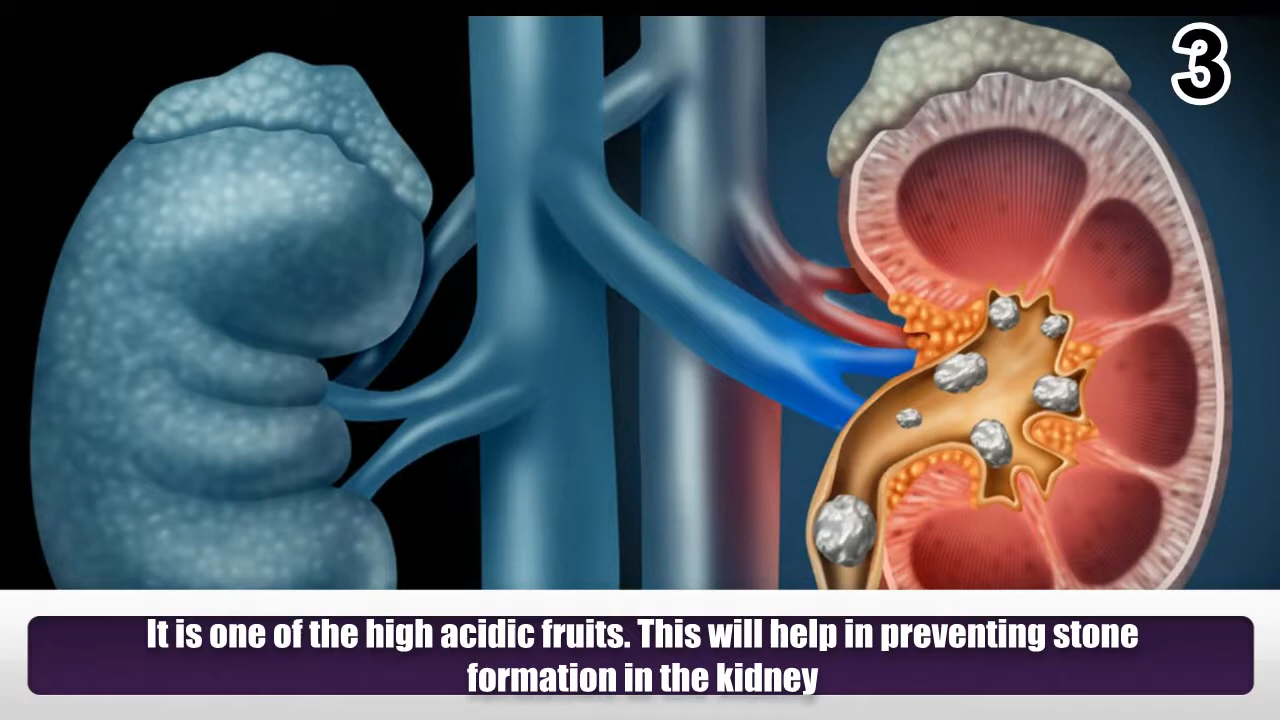 3
It is one of the high acidic fruits. This will help in preventing stone
formation in the kidney